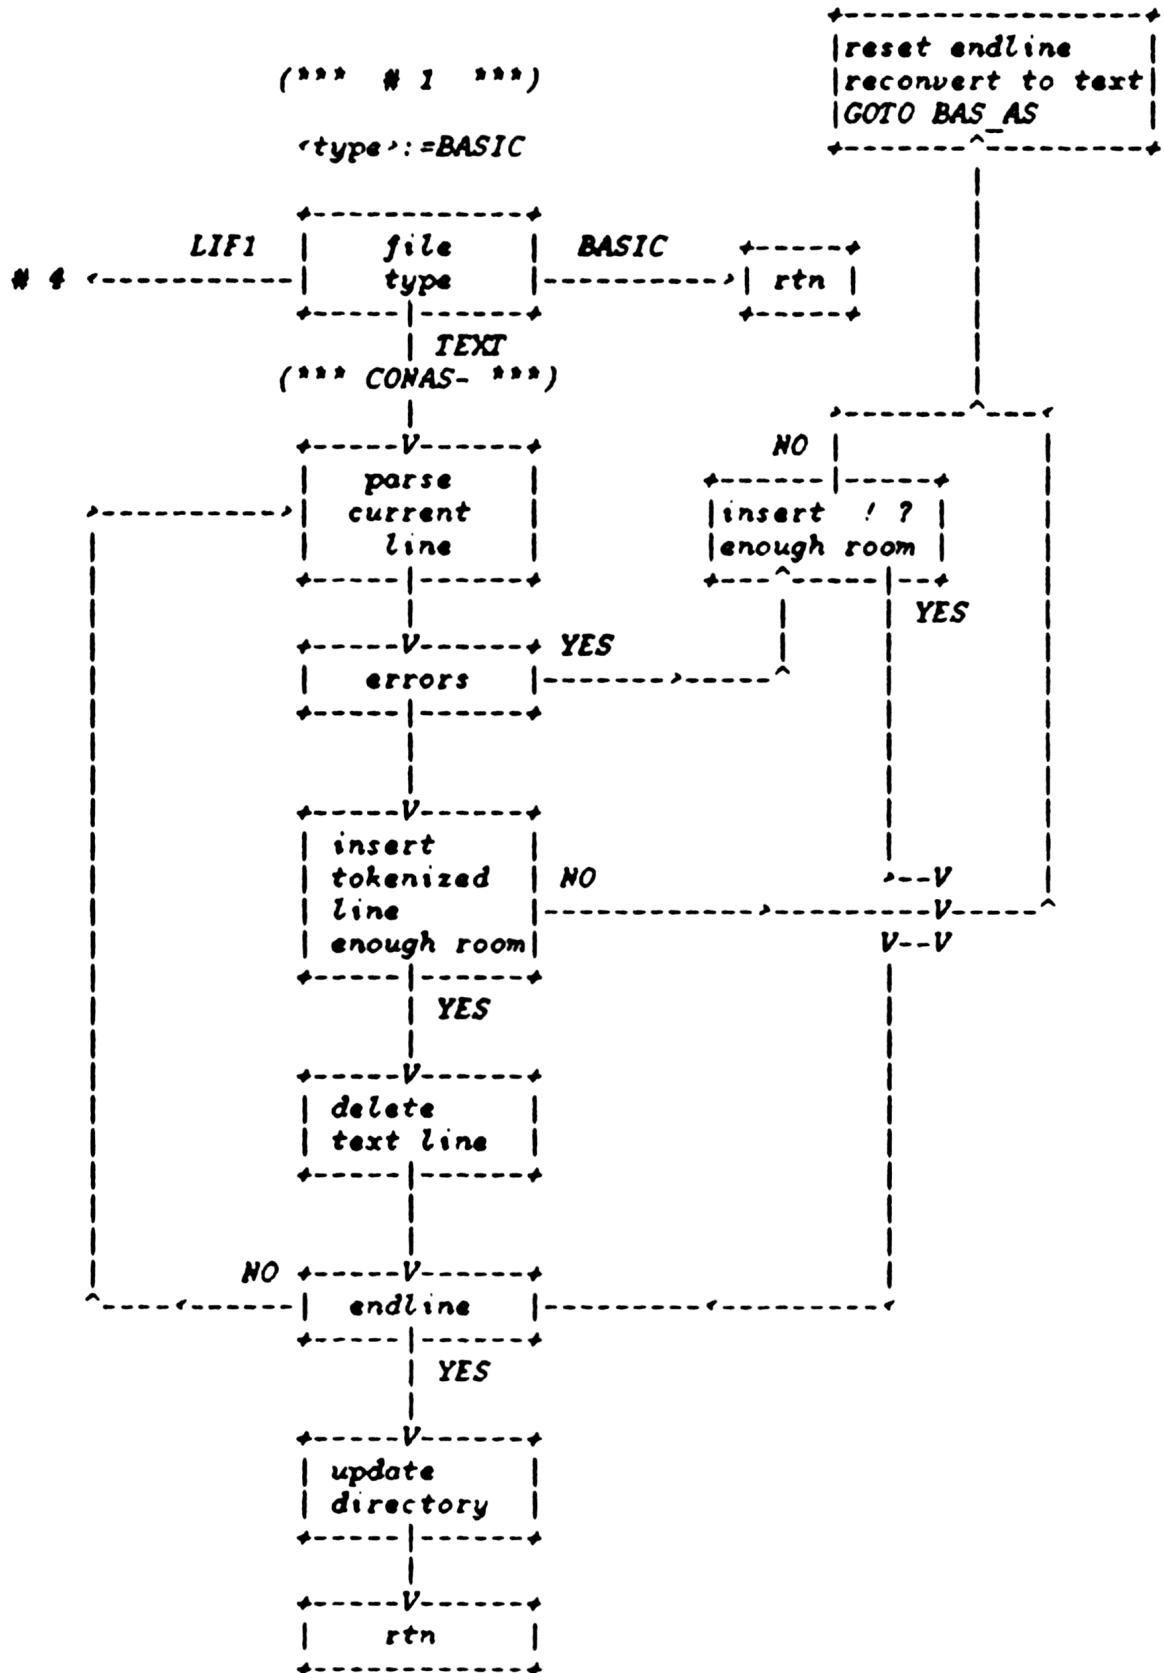 reset endline
reconvert to text
GOTO BAS_AS
(*** # 1 ***)
<type>:=BASIC
LIF1 file BASIC
# 4 type rtn
TEXT
(*** CONAS- ***)
NO
parse
current insert ! ?
line enough room
YES
YES
errors
insert
tokenized NO
line
enough room
YES
delete
text line
NO
endline
YES
update
directory
rtn